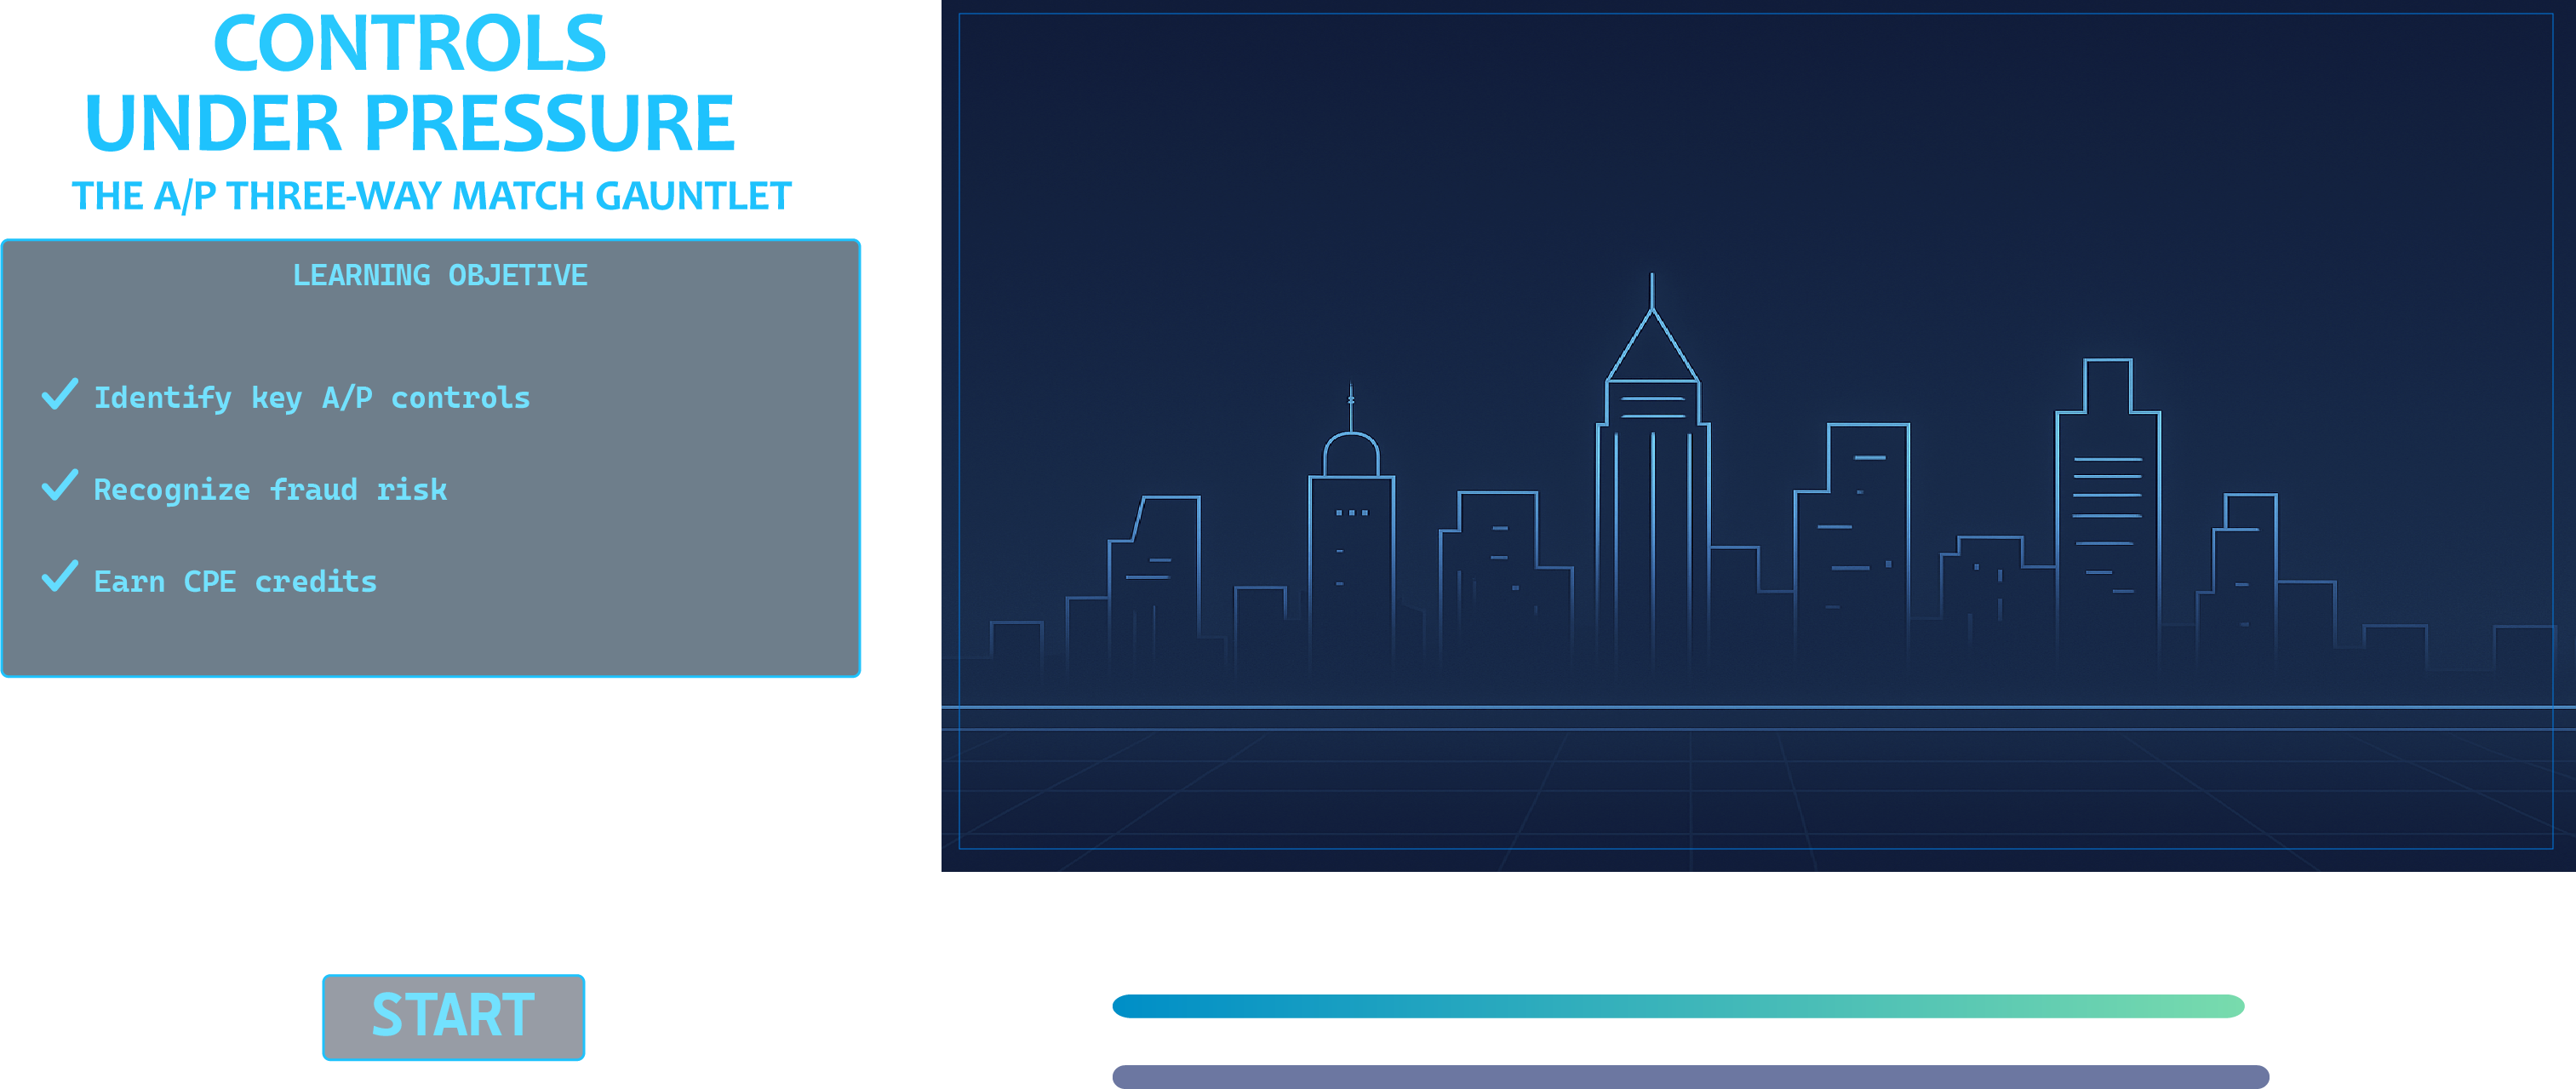 CONTROLS
UNDER PRESSURE
THE A/P THREE-WAY MATCH GAUNTLET
LEARNING OBJETIVE
Identify key A/P controls
Recognize fraud risk
Earn CPE credits
START